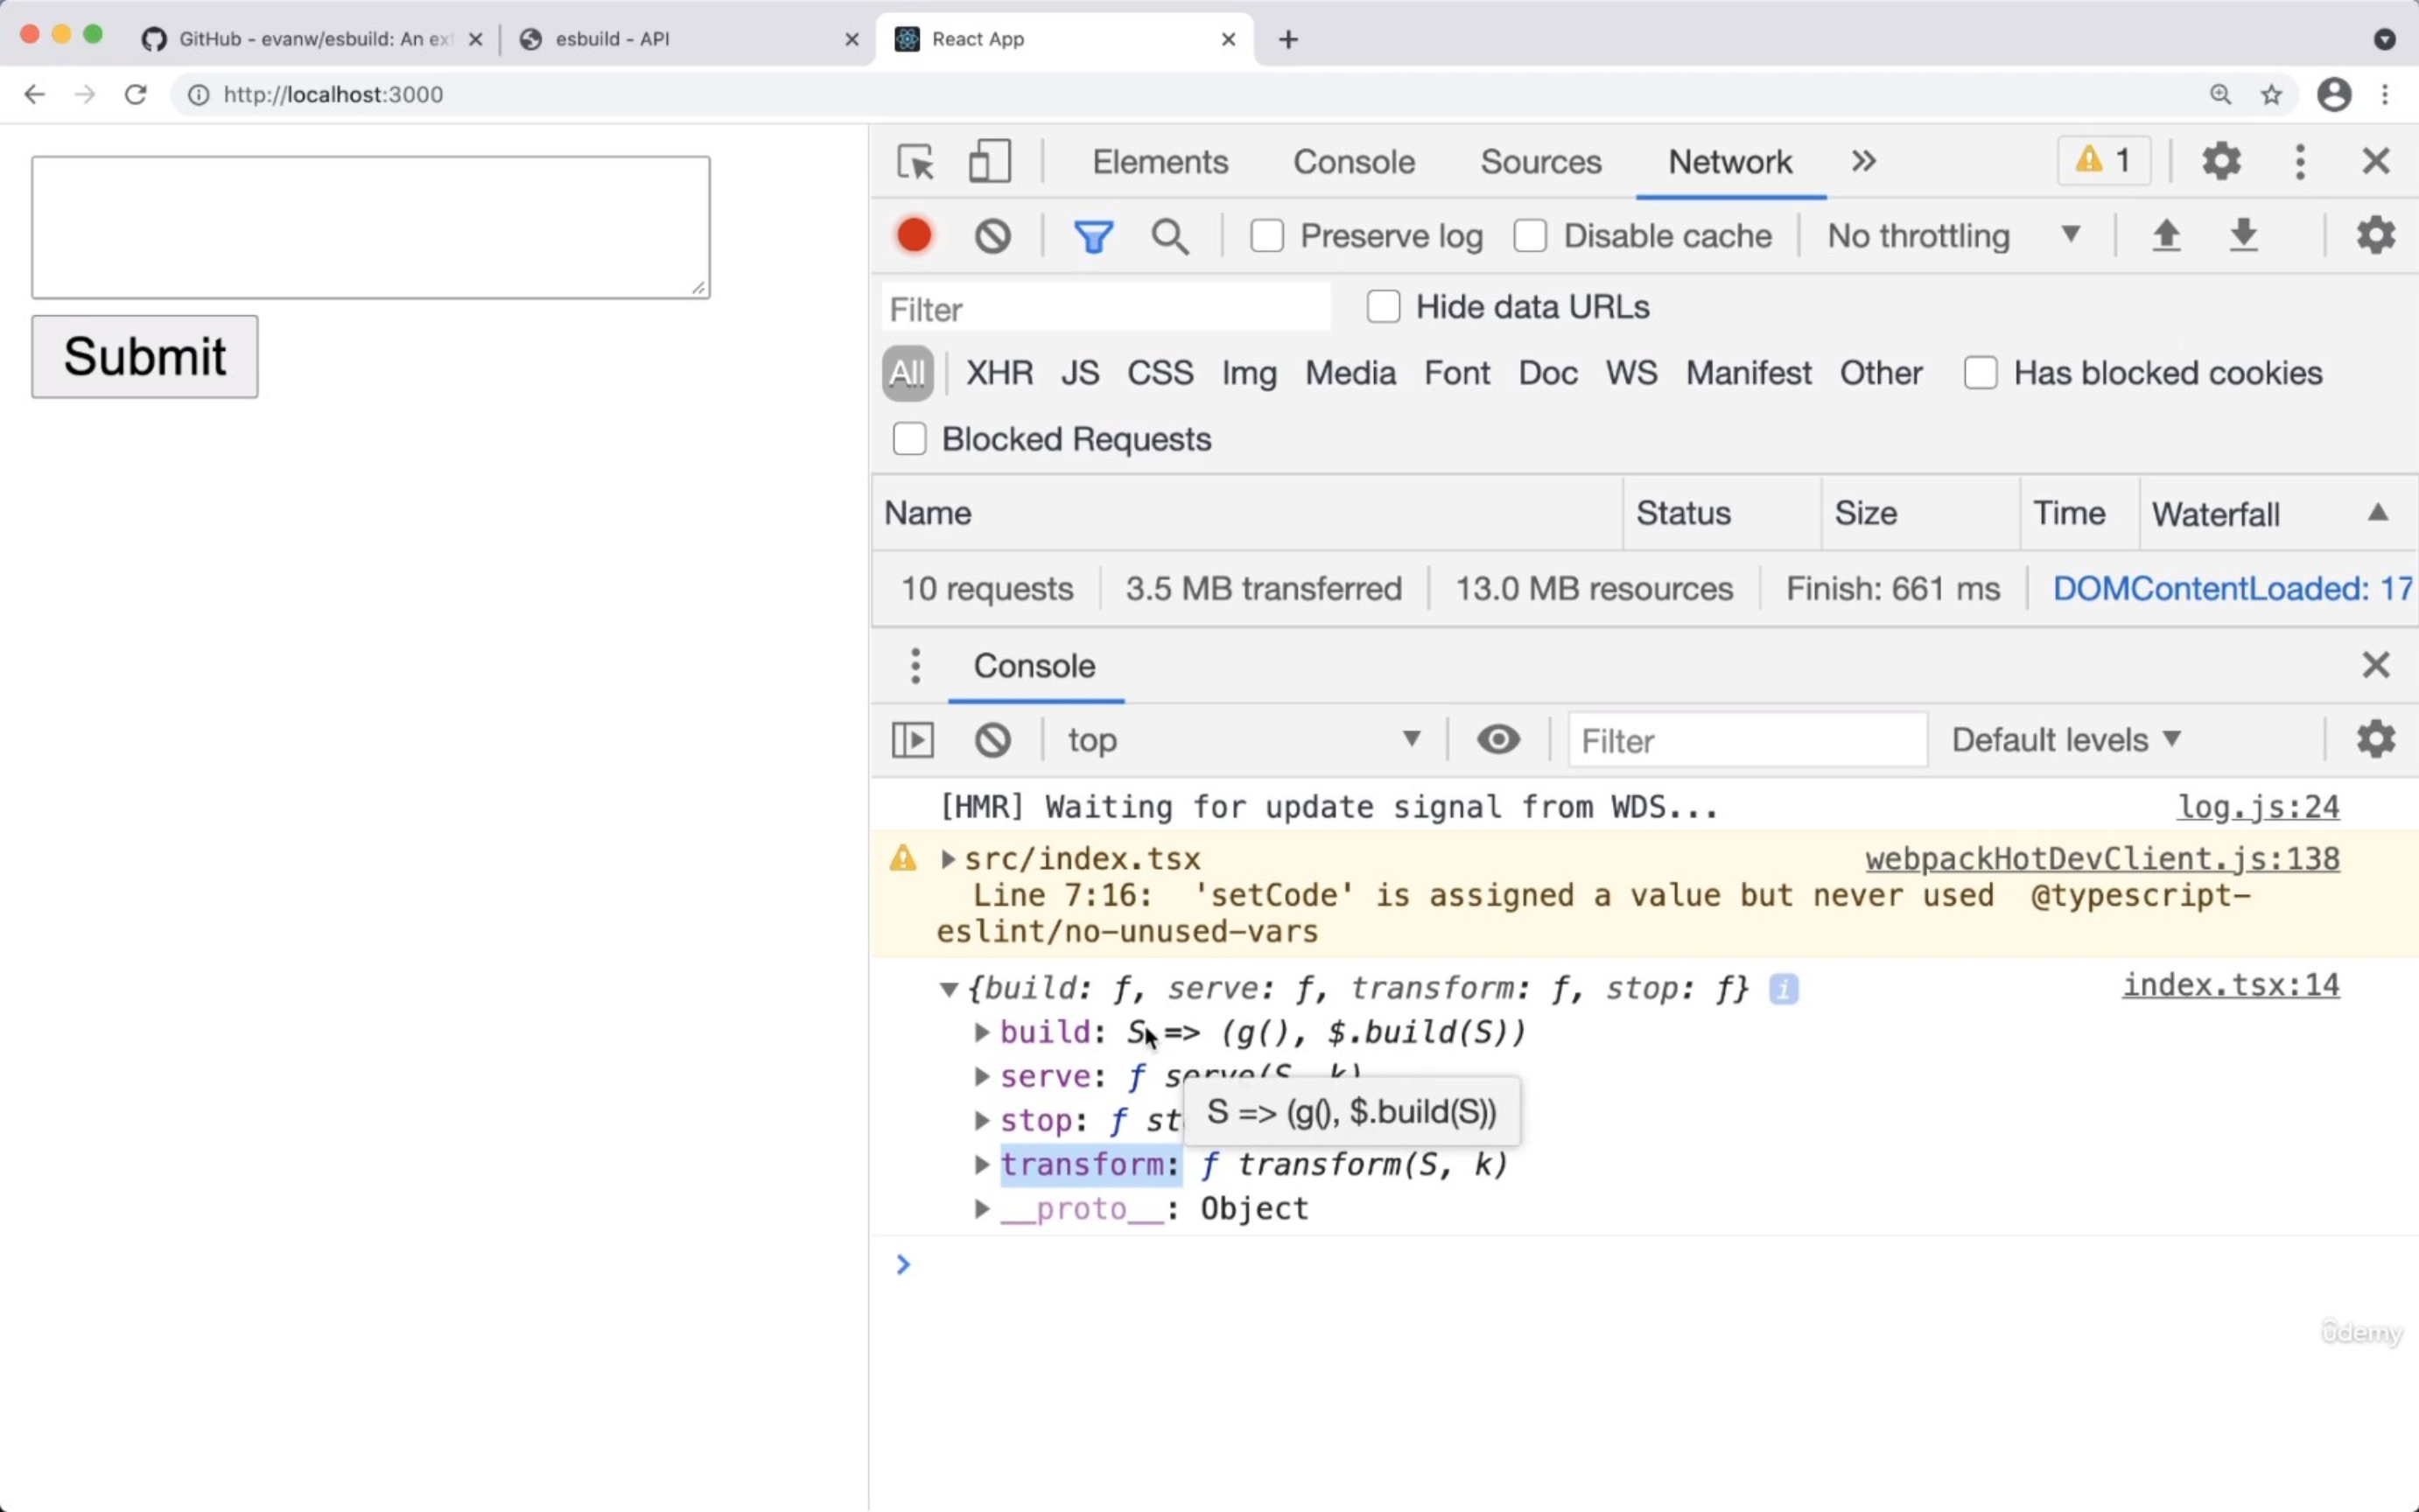 GitHub - evanw/esbuild: An ext
esbuild - API
React App
http://localhost:3000
Submit
Elements Console Sources Network 1
Preserve log Disable cache No throttling
Filter Hide data URLs
All XHR JS CSS Img Media Font Doc WS Manifest Other Has blocked cookies
Blocked Requests
Name Status Size Time Waterfall
10 requests 3.5 MB transferred 13.0 MB resources Finish: 661 ms DOMContentLoaded: 17
Console
top Filter Default levels
[HMR] Waiting for update signal from WDS... log.js:24
src/index.tsx webpackHotDevClient.js:138
Line 7:16: 'setCode' is assigned a value but never used @typescript-
eslint/no-unused-vars
{build: ƒ, serve: ƒ, transform: ƒ, stop: ƒ} i index.tsx:14
build: S => (g(), $.build(S))
serve: ƒ serve(S, k)
S => (g(), $.build(S))
stop: ƒ
transform: ƒ transform(S, k)
__proto__: Object
ûdemy